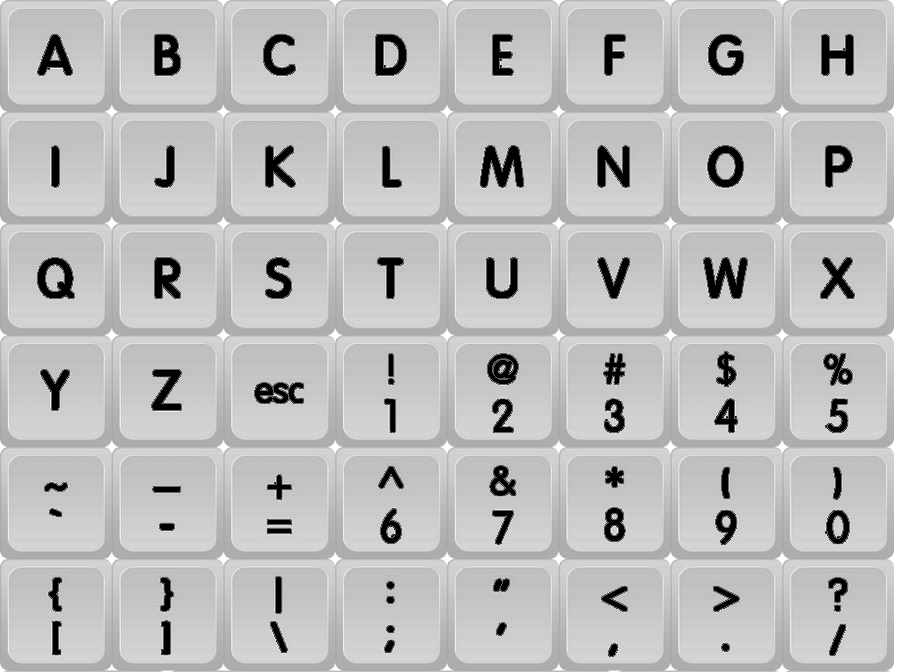 A B C D E F G H
I J K L M N O P
Q R S T U V W X
Y Z esc ! @ # $ %
1 2 3 4 5
~ — + ^ & * ( )
` - = 6 7 8 9 0
{ } | : " < > ?
[ ] \ ; ' , . /